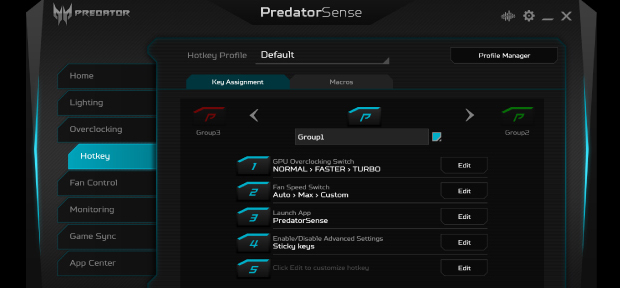 PREDATOR
PredatorSense
Hotkey Profile
Default
Profile Manager
Home
Lighting
Overclocking
Hotkey
Fan Control
Monitoring
Game Sync
App Center
Key Assignment
Macros
Group3
Group1
Group2
1
GPU Overclocking Switch
NORMAL › FASTER › TURBO
Edit
2
Fan Speed Switch
Auto › Max › Custom
Edit
3
Launch App
PredatorSense
Edit
4
Enable/Disable Advanced Settings
Sticky keys
Edit
5
Click Edit to customize hotkey
Edit